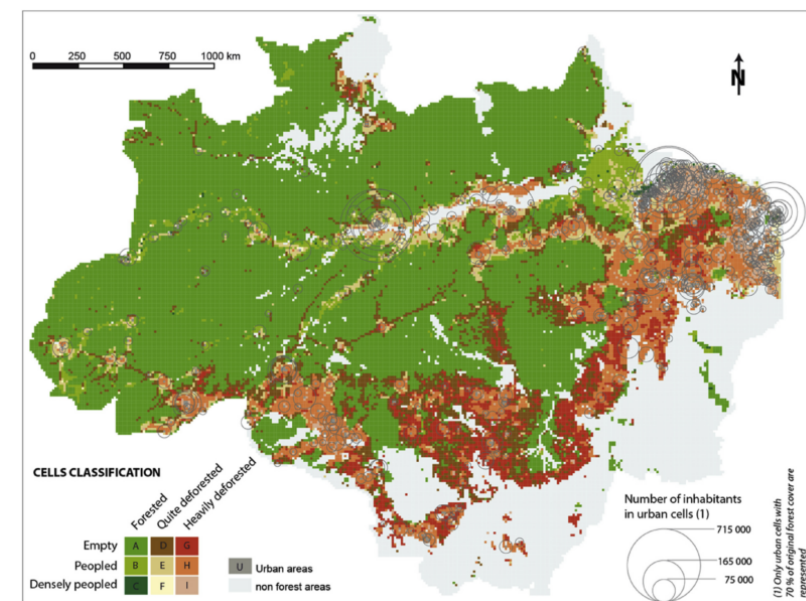 0 250 500 750 1000 km
N
CELLS CLASSIFICATION
Forested
Quite deforested
Heavily deforested
Empty A D G
Peopled B E H
Densely peopled C F I
U Urban areas
non forest areas
Number of inhabitants
in urban cells (1)
715 000
165 000
75 000
(1) Only urban cells with
70 % of original forest cover are
represented